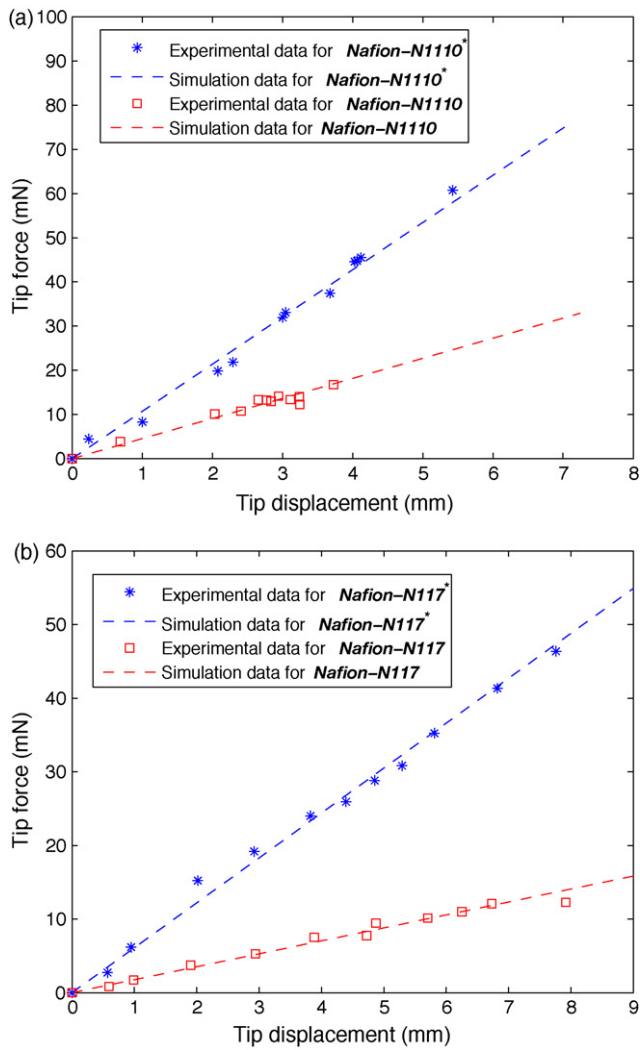 (a)
100
90
80
70
60
50
40
30
20
10
0
Tip force (mN)
Experimental data for Nafion–N1110*
Simulation data for Nafion–N1110*
Experimental data for Nafion–N1110
Simulation data for Nafion–N1110
0 1 2 3 4 5 6 7 8
Tip displacement (mm)
(b)
60
50
40
30
20
10
0
Tip force (mN)
Experimental data for Nafion–N117*
Simulation data for Nafion–N117*
Experimental data for Nafion–N117
Simulation data for Nafion–N117
0 1 2 3 4 5 6 7 8 9
Tip displacement (mm)